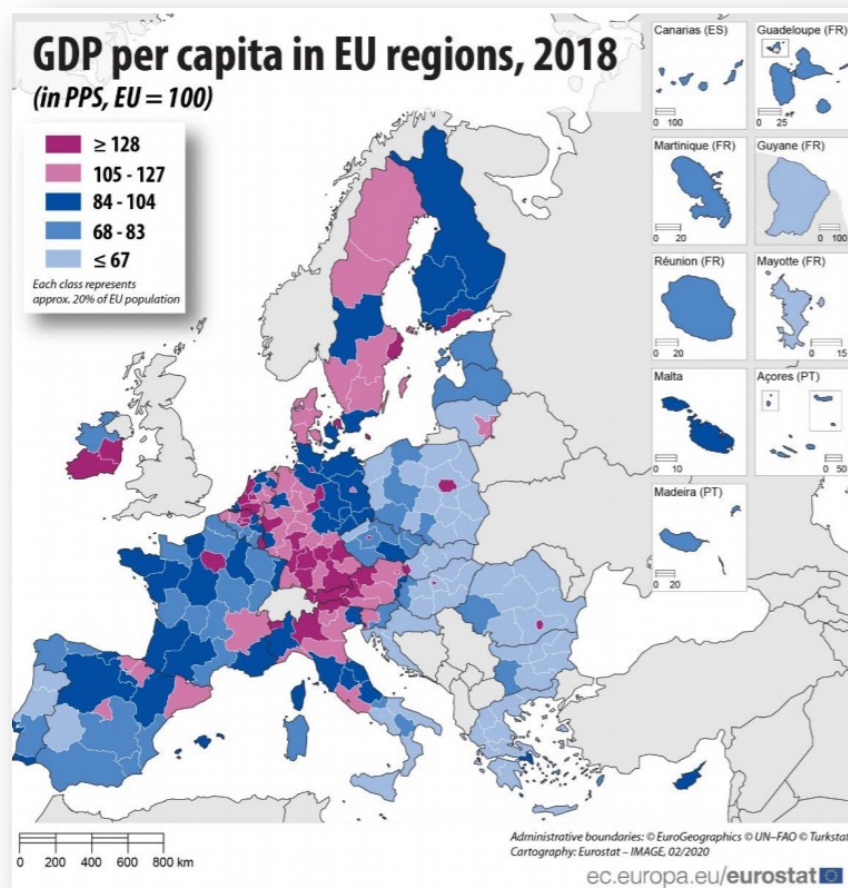 GDP per capita in EU regions, 2018
(in PPS, EU = 100)
≥ 128
105 - 127
84 - 104
68 - 83
≤ 67
Each class represents
approx. 20% of EU population
Canarias (ES)
0 100
Guadeloupe (FR)
0 25
Martinique (FR)
0 20
Guyane (FR)
0 100
Réunion (FR)
0 20
Mayotte (FR)
0 15
Malta
0 10
Açores (PT)
0 50
Madeira (PT)
0 20
0 200 400 600 800 km
Administrative boundaries: © EuroGeographics © UN–FAO © Turkstat
Cartography: Eurostat – IMAGE, 02/2020
ec.europa.eu/eurostat